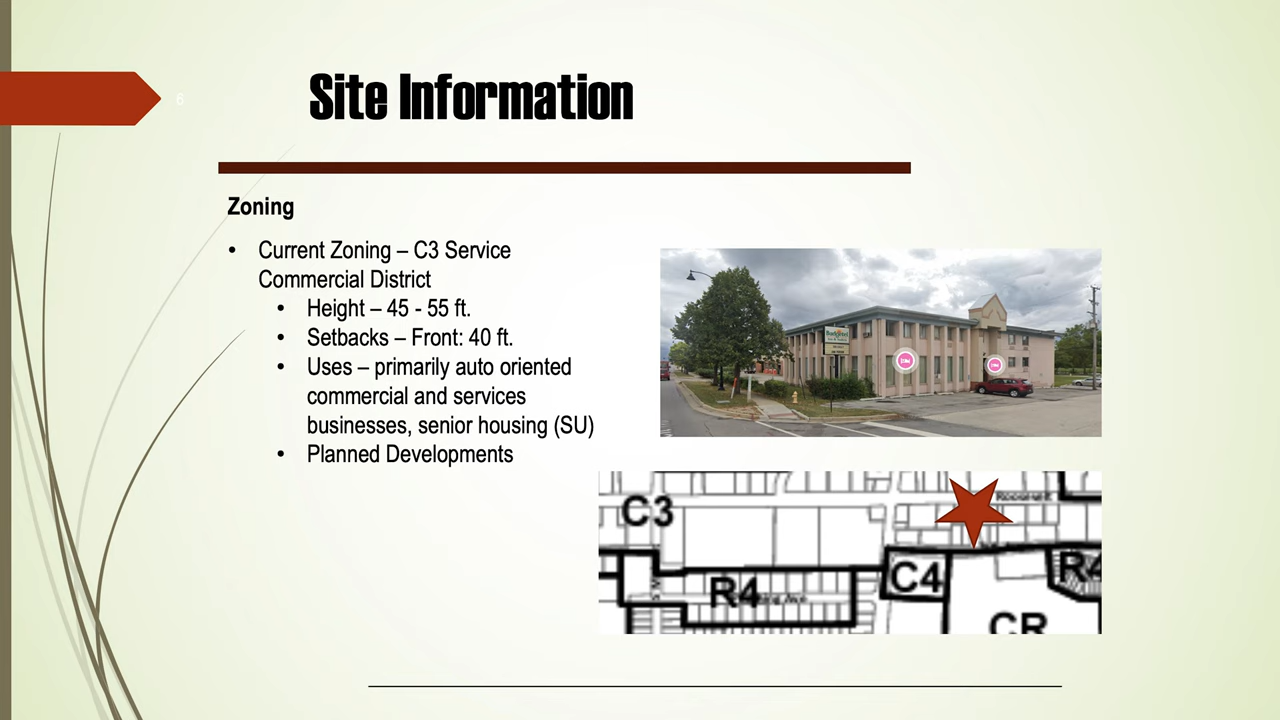 6
Site Information
Zoning
• Current Zoning – C3 Service
Commercial District
• Height – 45 - 55 ft.
• Setbacks – Front: 40 ft.
• Uses – primarily auto oriented
commercial and services
businesses, senior housing (SU)
• Planned Developments
C3
R4
C4
R4
CR